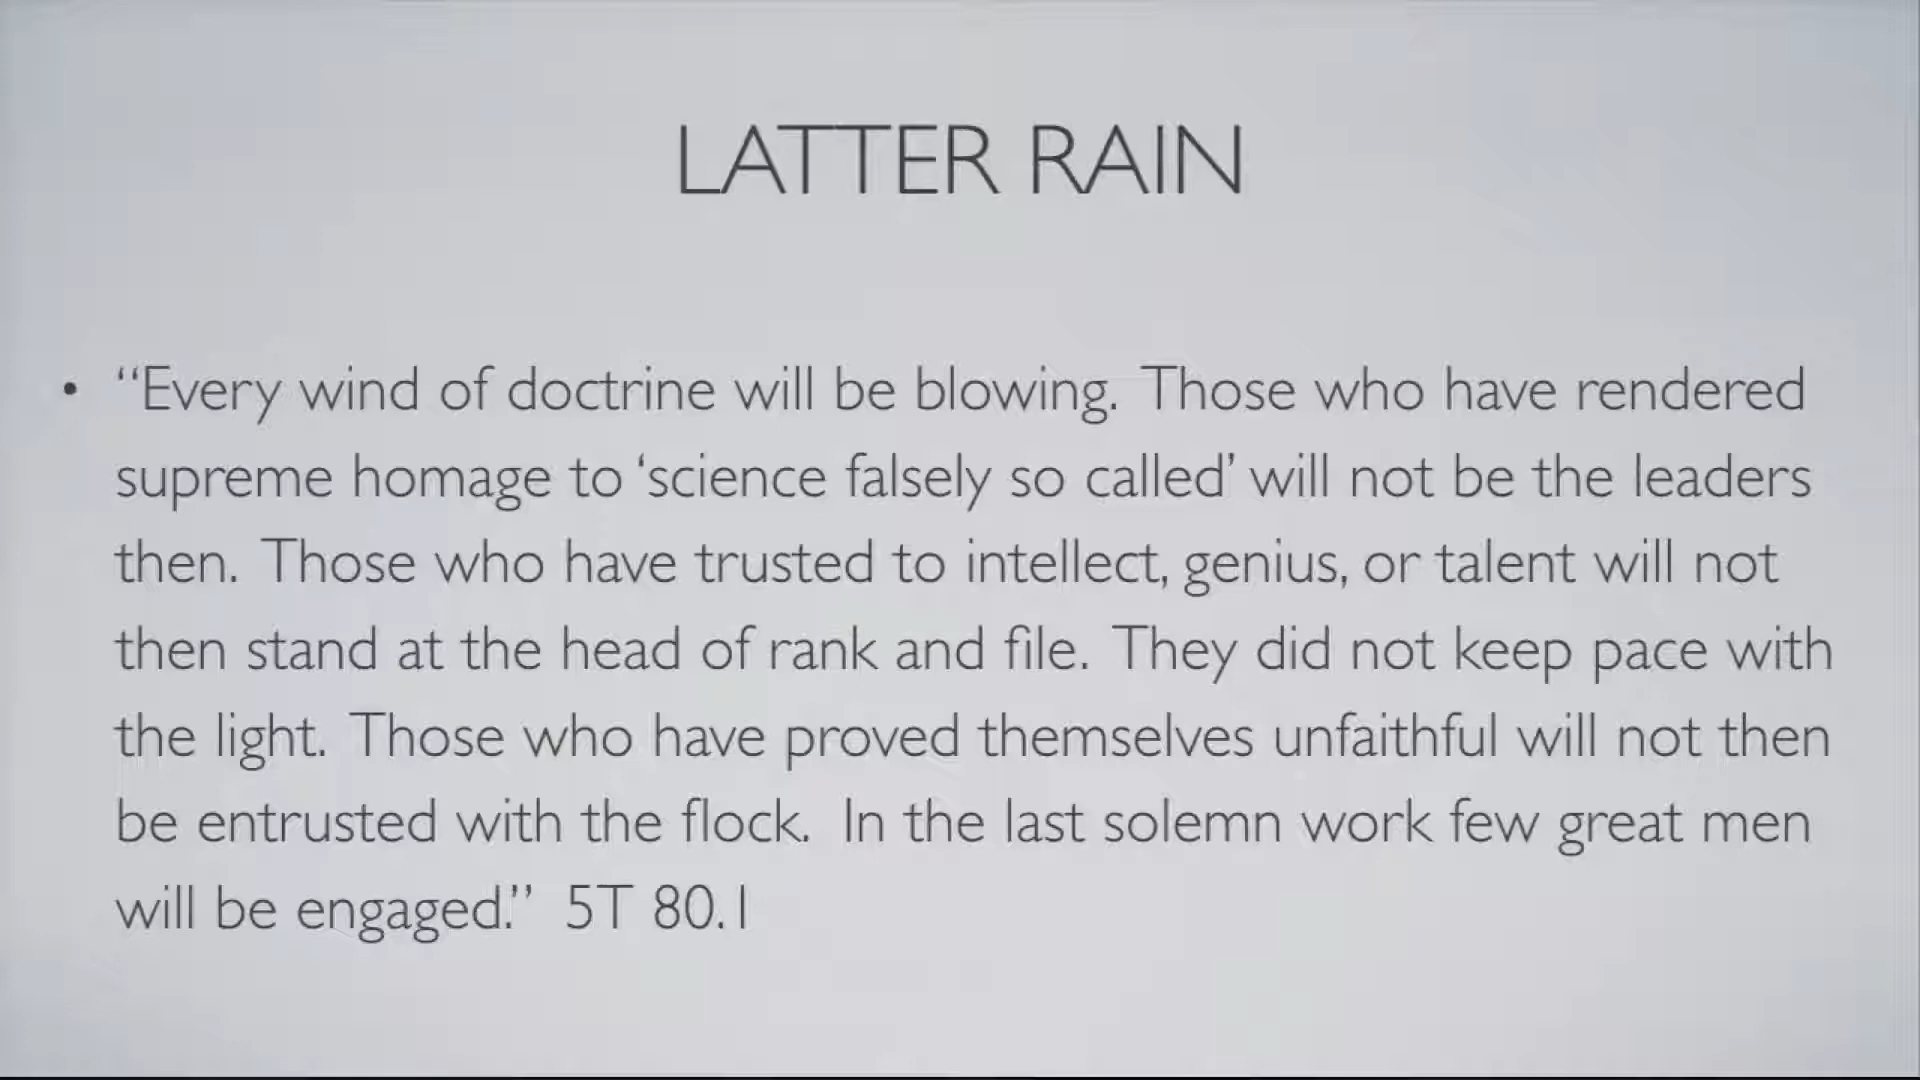 LATTER RAIN
• “Every wind of doctrine will be blowing. Those who have rendered
supreme homage to ‘science falsely so called’ will not be the leaders
then. Those who have trusted to intellect, genius, or talent will not
then stand at the head of rank and file. They did not keep pace with
the light. Those who have proved themselves unfaithful will not then
be entrusted with the flock. In the last solemn work few great men
will be engaged.” 5T 80.1